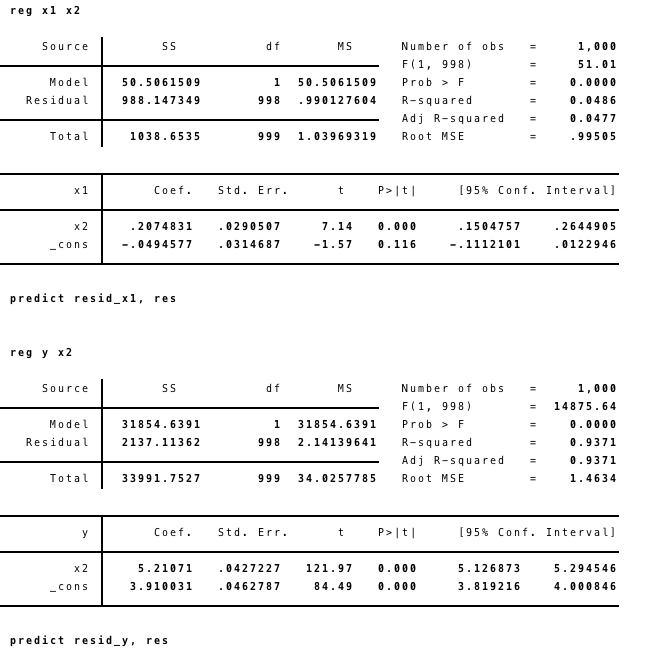 reg x1 x2
Source SS df MS Number of obs = 1,000
F(1, 998) = 51.01
Model 50.5061509 1 50.5061509 Prob > F = 0.0000
Residual 988.147349 998 .990127604 R-squared = 0.0486
Adj R-squared = 0.0477
Total 1038.6535 999 1.03969319 Root MSE = .99505
x1 Coef. Std. Err. t P>|t| [95% Conf. Interval]
x2 .2074831 .0290507 7.14 0.000 .1504757 .2644905
_cons -.0494577 .0314687 -1.57 0.116 -.1112101 .0122946
predict resid_x1, res
reg y x2
Source SS df MS Number of obs = 1,000
F(1, 998) = 14875.64
Model 31854.6391 1 31854.6391 Prob > F = 0.0000
Residual 2137.11362 998 2.14139641 R-squared = 0.9371
Adj R-squared = 0.9371
Total 33991.7527 999 34.0257785 Root MSE = 1.4634
y Coef. Std. Err. t P>|t| [95% Conf. Interval]
x2 5.21071 .0427227 121.97 0.000 5.126873 5.294546
_cons 3.910031 .0462787 84.49 0.000 3.819216 4.000846
predict resid_y, res